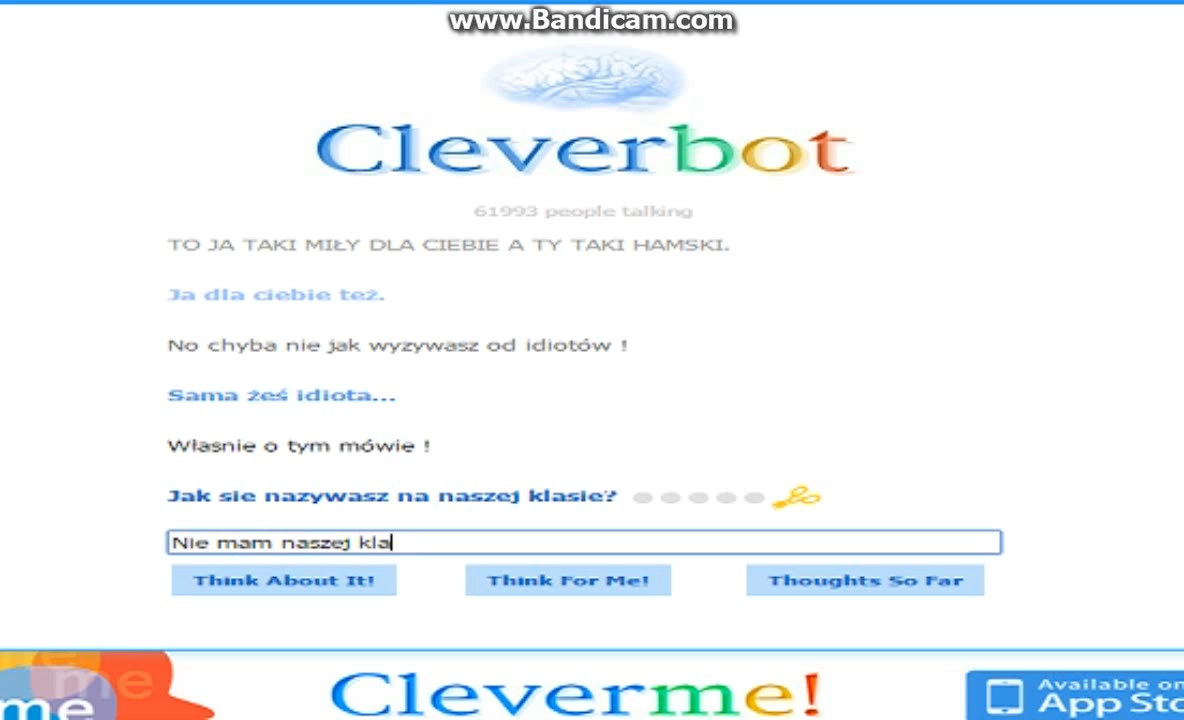 www.Bandicam.com
Cleverbot
61993 people talking
TO JA TAKI MIŁY DLA CIEBIE A TY TAKI HAMSKI.
Ja dla ciebie też.
No chyba nie jak wyzywasz od idiotów !
Sama żeś idiota...
Własnie o tym mówie !
Jak sie nazywasz na naszej klasie?
Nie mam naszej kla
Think About It!
Think For Me!
Thoughts So Far
me
me
Cleverme!
Available on
App Sto